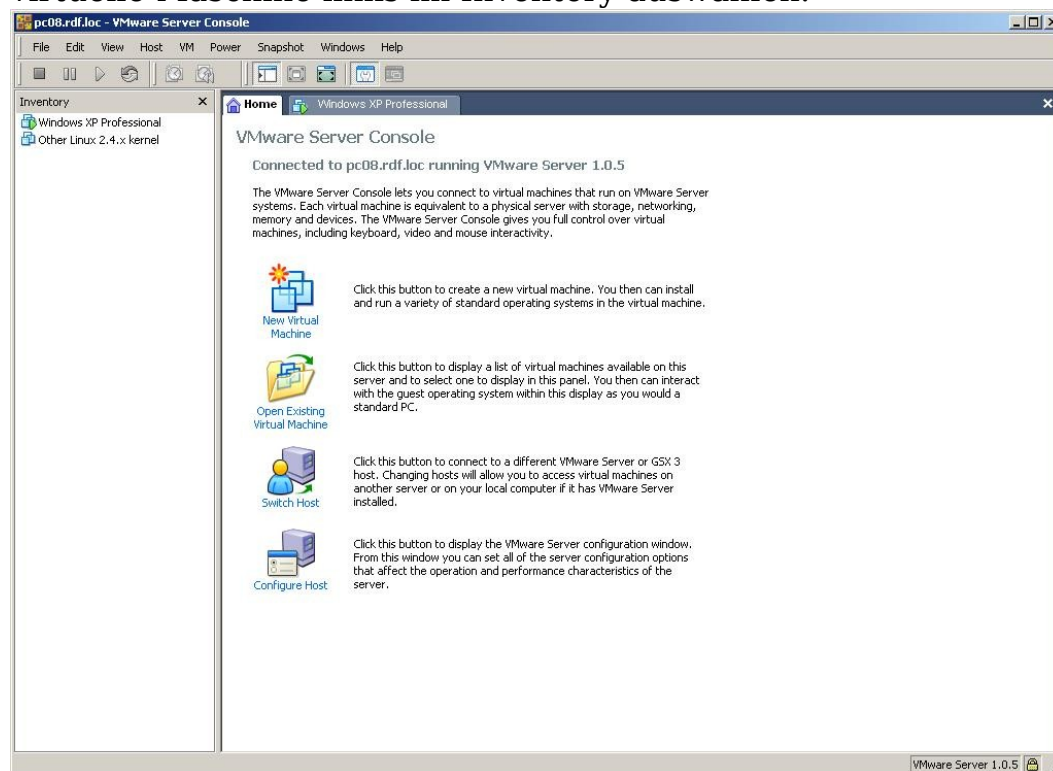 virtuelle Maschine links im Inventory auswählen.
pc08.rdf.loc - VMware Server Console
File Edit View Host VM Power Snapshot Windows Help
Inventory
Windows XP Professional
Other Linux 2.4.x kernel
Home Windows XP Professional
VMware Server Console
Connected to pc08.rdf.loc running VMware Server 1.0.5
The VMware Server Console lets you connect to virtual machines that run on VMware Server
systems. Each virtual machine is equivalent to a physical server with storage, networking,
memory and devices. The VMware Server Console gives you full control over virtual
machines, including keyboard, video and mouse interactivity.
New Virtual
Machine
Click this button to create a new virtual machine. You then can install
and run a variety of standard operating systems in the virtual machine.
Open Existing
Virtual Machine
Click this button to display a list of virtual machines available on this
server and to select one to display in this panel. You then can interact
with the guest operating system within this display as you would a
standard PC.
Switch Host
Click this button to connect to a different VMware Server or GSX 3
host. Changing hosts will allow you to access virtual machines on
another server or on your local computer if it has VMware Server
installed.
Configure Host
Click this button to display the VMware Server configuration window.
From this window you can set all of the server configuration options
that affect the operation and performance characteristics of the
server.
VMware Server 1.0.5